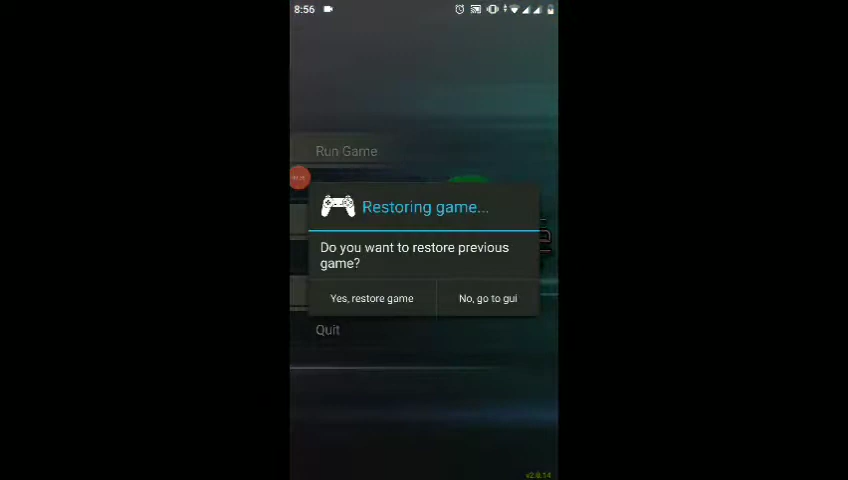 8:56
Run Game
Restoring game...
Do you want to restore previous
game?
Yes, restore game
No, go to gui
Quit